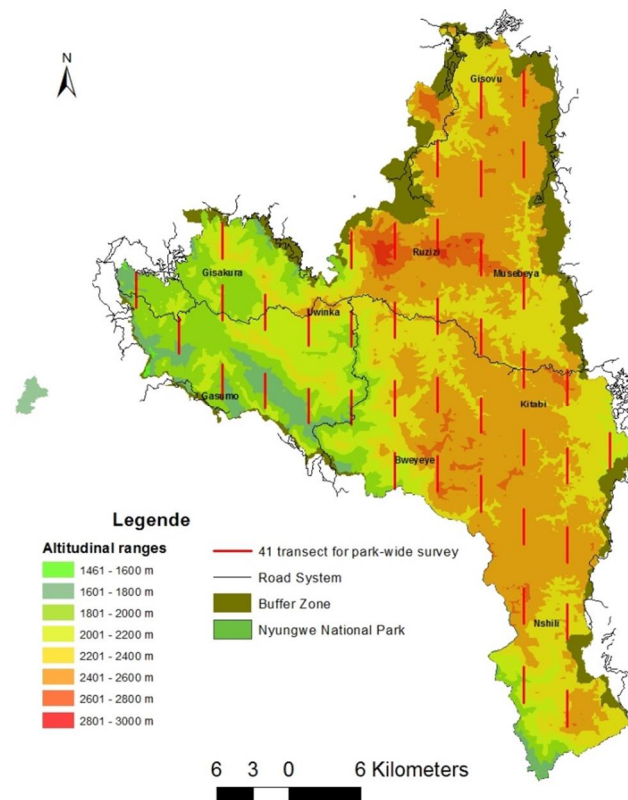 N
Gisovu
Ruzizi
Gisakura
Museboya
Uwinka
Gasumo
Kitabi
Bweyeye
Nshili
Legende
Altitudinal ranges
1461 - 1600 m
1601 - 1800 m
1801 - 2000 m
2001 - 2200 m
2201 - 2400 m
2401 - 2600 m
2601 - 2800 m
2801 - 3000 m
41 transect for park-wide survey
Road System
Buffer Zone
Nyungwe National Park
6 3 0 6 Kilometers